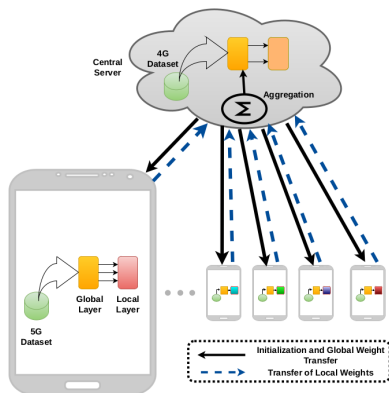 4G
Dataset
Central
Server
Aggregation
Σ
Global
Layer
Local
Layer
5G
Dataset
Initialization and Global Weight
Transfer
Transfer of Local Weights